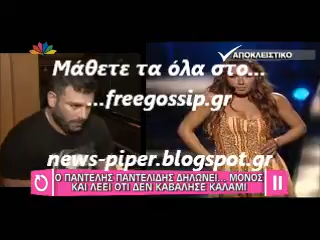 ΑΠΟΚΛΕΙΣΤΙΚΟ
Μάθετε τα όλα στο...
...freegossip.gr
news-piper.blogspot.gr
Ο ΠΑΝΤΕΛΗΣ ΠΑΝΤΕΛΙΔΗΣ ΔΗΛΩΝΕΙ... ΜΟΝΟΣ
ΚΑΙ ΛΕΕΙ ΟΤΙ ΔΕΝ ΚΑΒΑΛΗΣΕ ΚΑΛΑΜΙ